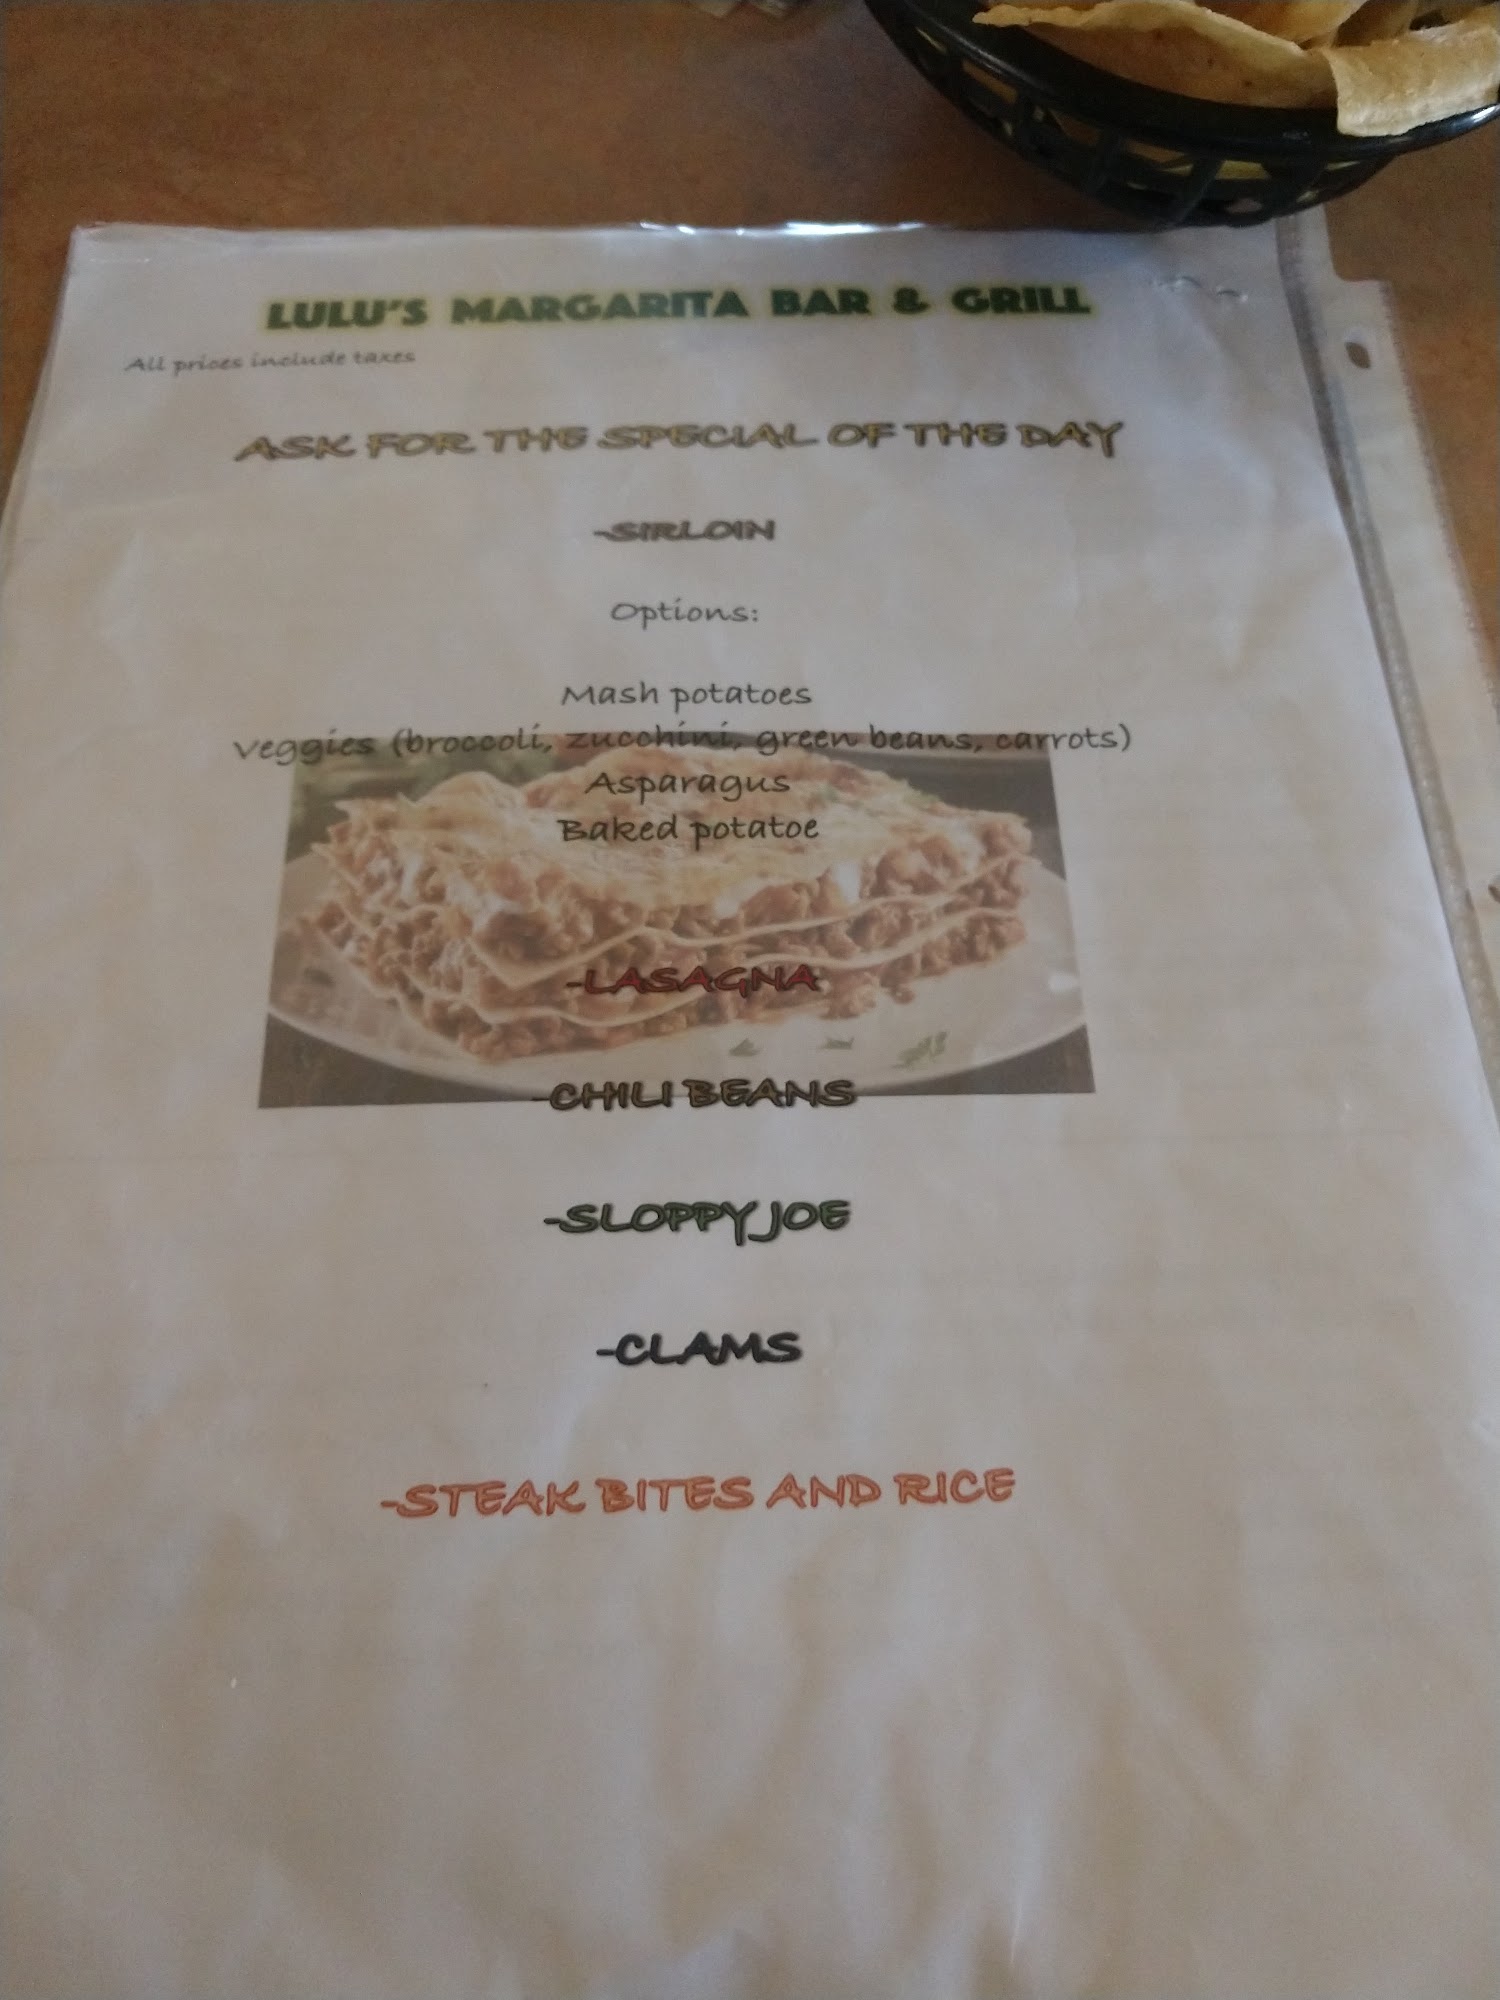 LULU'S MARGARITA BAR & GRILL
All prices include taxes
ASK FOR THE SPECIAL OF THE DAY
-SIRLOIN
Options:
Mash potatoes
Veggies (broccoli, zucchini, green beans, carrots)
Asparagus
Baked potatoe
-LASAGNA
-CHILI BEANS
-SLOPPY JOE
-CLAMS
-STEAK BITES AND RICE